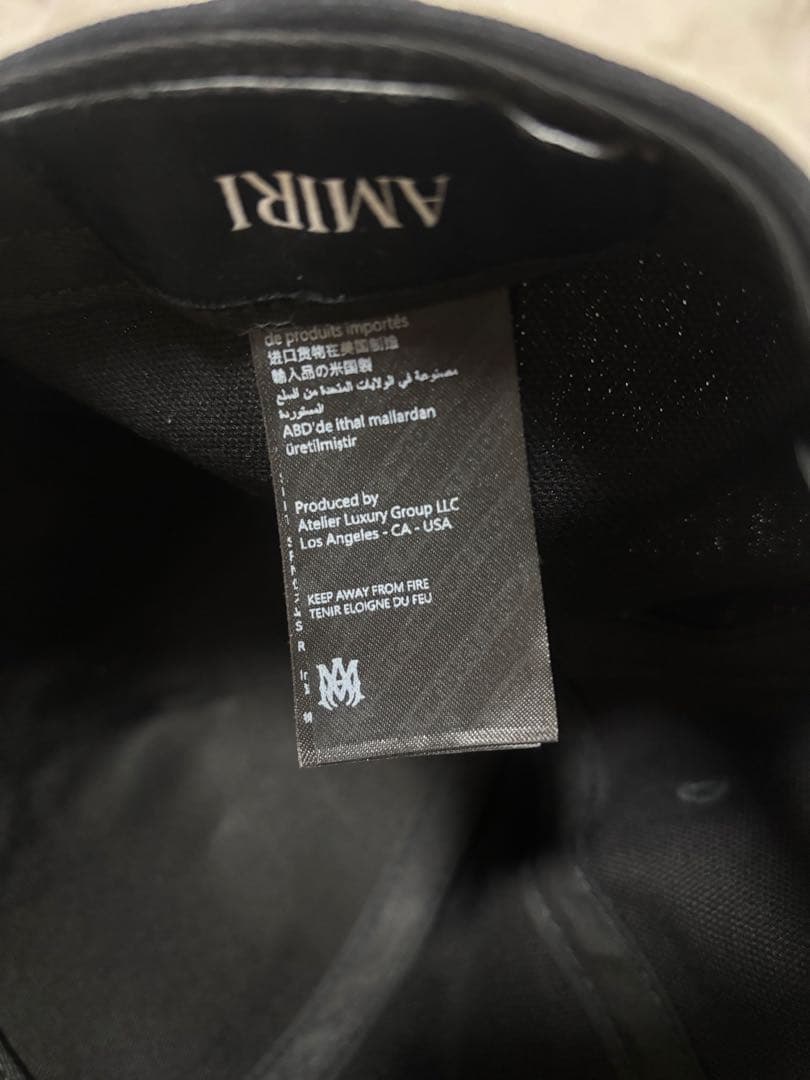 AMIRI
de produits importés
进口货物在美国制造
輸入品の米国製
مصنوعة في الولايات المتحدة من السلع
المستوردة
ABD'de ithal mallardan
üretilmiştir
Produced by
Atelier Luxury Group LLC
Los Angeles - CA - USA
KEEP AWAY FROM FIRE
TENIR ELOIGNE DU FEU